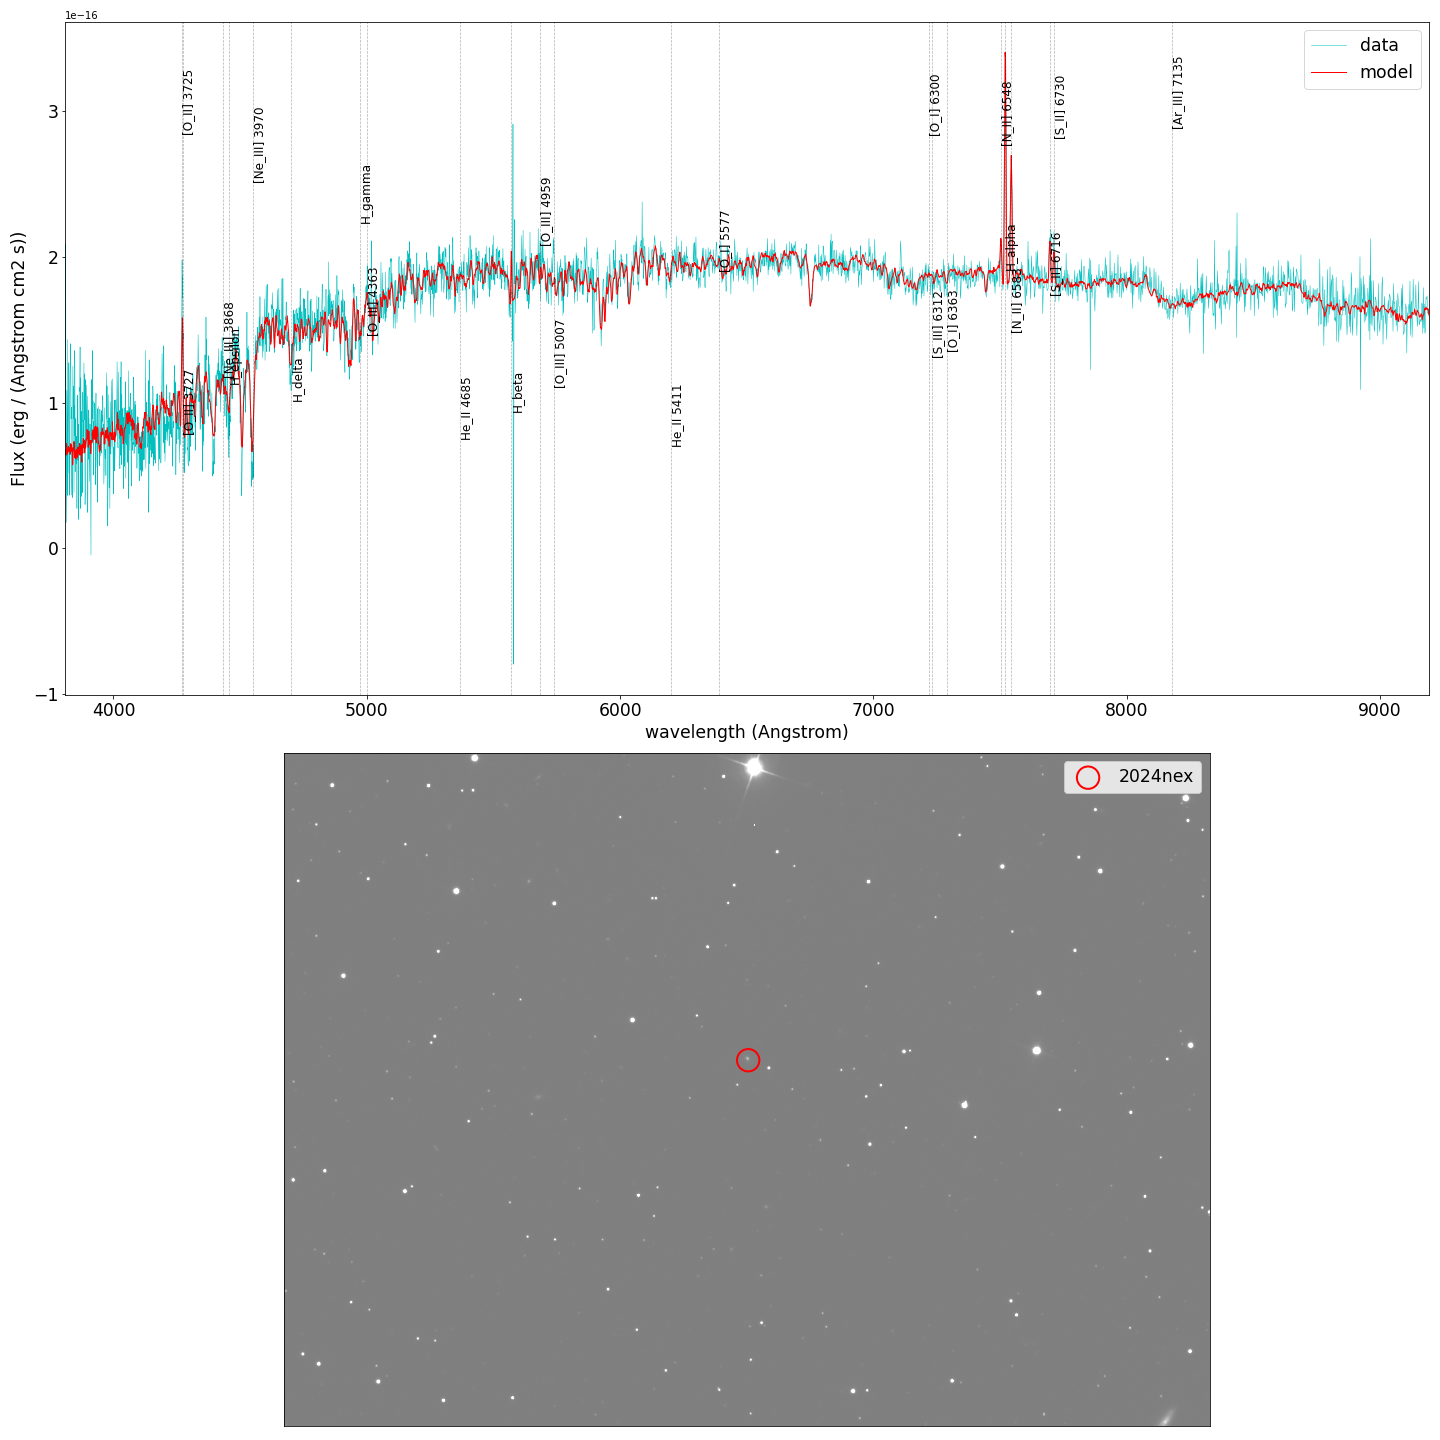 1e−16
data
model
[O_II] 3725
[Ne_III] 3970
H_gamma
[O_III] 4959
[O_I] 5577
[O_I] 6300
[N_II] 6548
[S_II] 6730
[Ar_III] 7135
[O_II] 3727
[Ne_III] 3868
H_epsilon
H_delta
[O_III] 4363
He_II 4685
H_beta
[O_III] 5007
He_II 5411
[S_III] 6312
[O_I] 6363
H_alpha
[N_II] 6583
[S_II] 6716
3
2
1
0
−1
Flux (erg / (Angstrom cm2 s))
4000 5000 6000 7000 8000 9000
wavelength (Angstrom)
2024nex